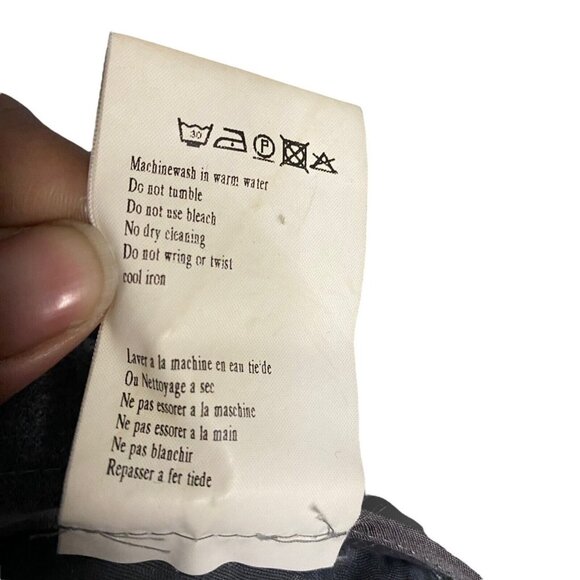 30 P
Machinewash in warm water
Do not tumble
Do not use bleach
No dry cleaning
Do not wring or twist
cool iron
Laver a la machine en eau tie'de
Ou Nettoyage a sec
Ne pas essorer a la maschine
Ne pas essorer a la main
Ne pas blanchir
Repasser a fer tiede